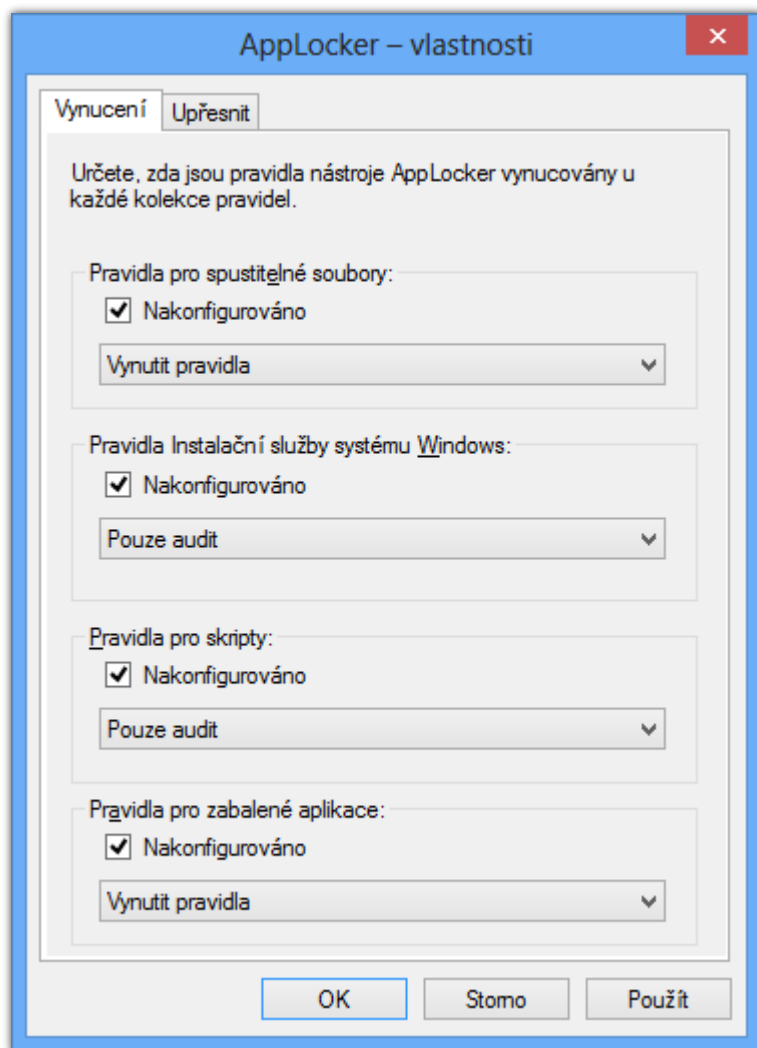 AppLocker – vlastnosti
Vynucení
Upřesnit
Určete, zda jsou pravidla nástroje AppLocker vynucovány u
každé kolekce pravidel.
Pravidla pro spustitelné soubory:
Nakonfigurováno
Vynutit pravidla
Pravidla Instalační služby systému Windows:
Nakonfigurováno
Pouze audit
Pravidla pro skripty:
Nakonfigurováno
Pouze audit
Pravidla pro zabalené aplikace:
Nakonfigurováno
Vynutit pravidla
OK
Storno
Použít